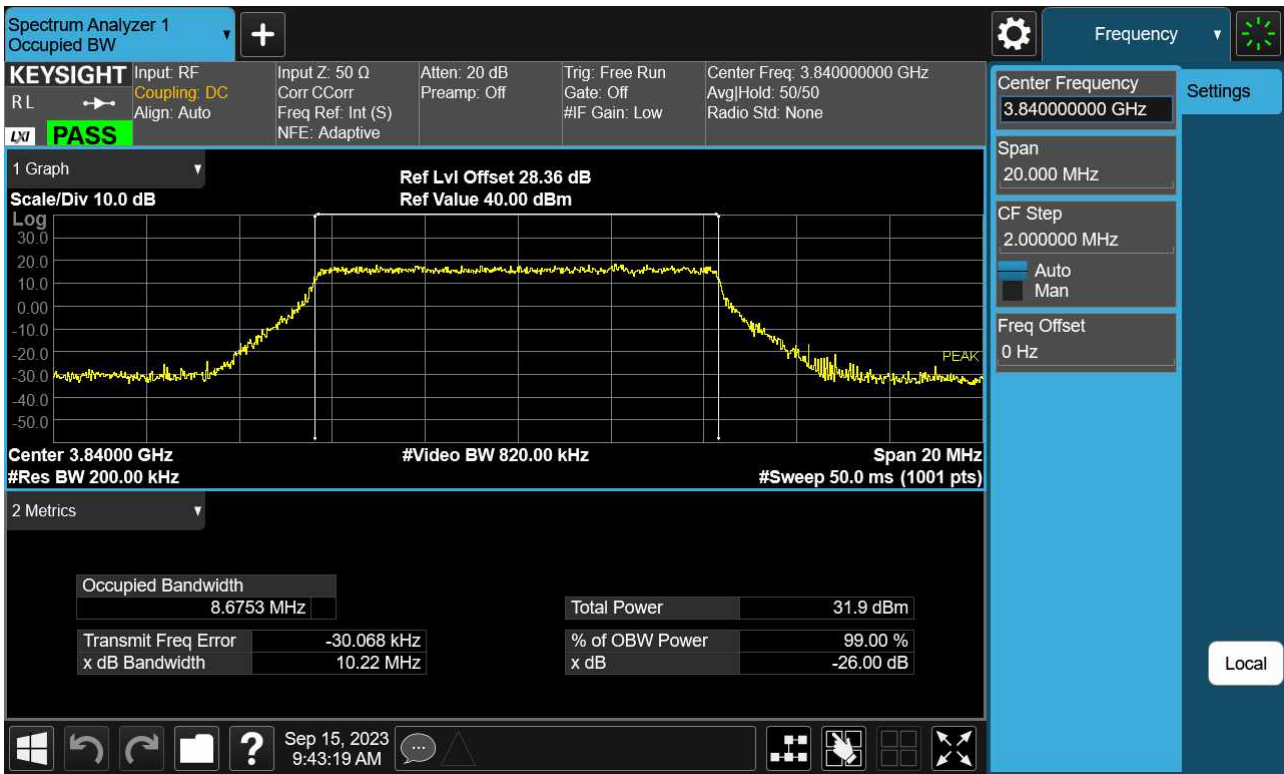 Spectrum Analyzer 1
Occupied BW
Frequency
KEYSIGHT
R L
LXI
PASS
Input: RF
Coupling: DC
Align: Auto
Input Z: 50 Ω
Corr CCorr
Freq Ref: Int (S)
NFE: Adaptive
Atten: 20 dB
Preamp: Off
Trig: Free Run
Gate: Off
#IF Gain: Low
Center Freq: 3.840000000 GHz
Avg|Hold: 50/50
Radio Std: None
Center Frequency
3.840000000 GHz
Settings
Span
20.000 MHz
CF Step
2.000000 MHz
Auto
Man
Freq Offset
0 Hz
Local
1 Graph
Scale/Div 10.0 dB
Ref Lvl Offset 28.36 dB
Ref Value 40.00 dBm
Log
30.0
20.0
10.0
0.00
-10.0
-20.0
-30.0
-40.0
-50.0
PEAK
Center 3.84000 GHz
#Video BW 820.00 kHz
Span 20 MHz
#Res BW 200.00 kHz
#Sweep 50.0 ms (1001 pts)
2 Metrics
Occupied Bandwidth
8.6753 MHz
Total Power 31.9 dBm
Transmit Freq Error -30.068 kHz
% of OBW Power 99.00 %
x dB Bandwidth 10.22 MHz
x dB -26.00 dB
?
Sep 15, 2023
9:43:19 AM